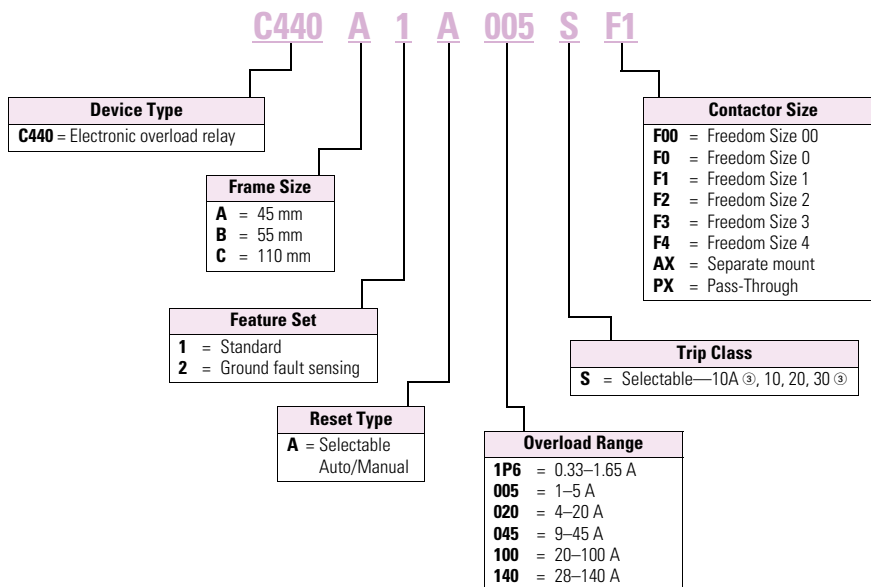 C440 A 1 A 005 S F1
Device Type
C440 = Electronic overload relay
Frame Size
A = 45 mm
B = 55 mm
C = 110 mm
Feature Set
1 = Standard
2 = Ground fault sensing
Reset Type
A = Selectable
Auto/Manual
Contactor Size
F00 = Freedom Size 00
F0 = Freedom Size 0
F1 = Freedom Size 1
F2 = Freedom Size 2
F3 = Freedom Size 3
F4 = Freedom Size 4
AX = Separate mount
PX = Pass-Through
Trip Class
S = Selectable—10A ③, 10, 20, 30 ③
Overload Range
1P6 = 0.33–1.65 A
005 = 1–5 A
020 = 4–20 A
045 = 9–45 A
100 = 20–100 A
140 = 28–140 A